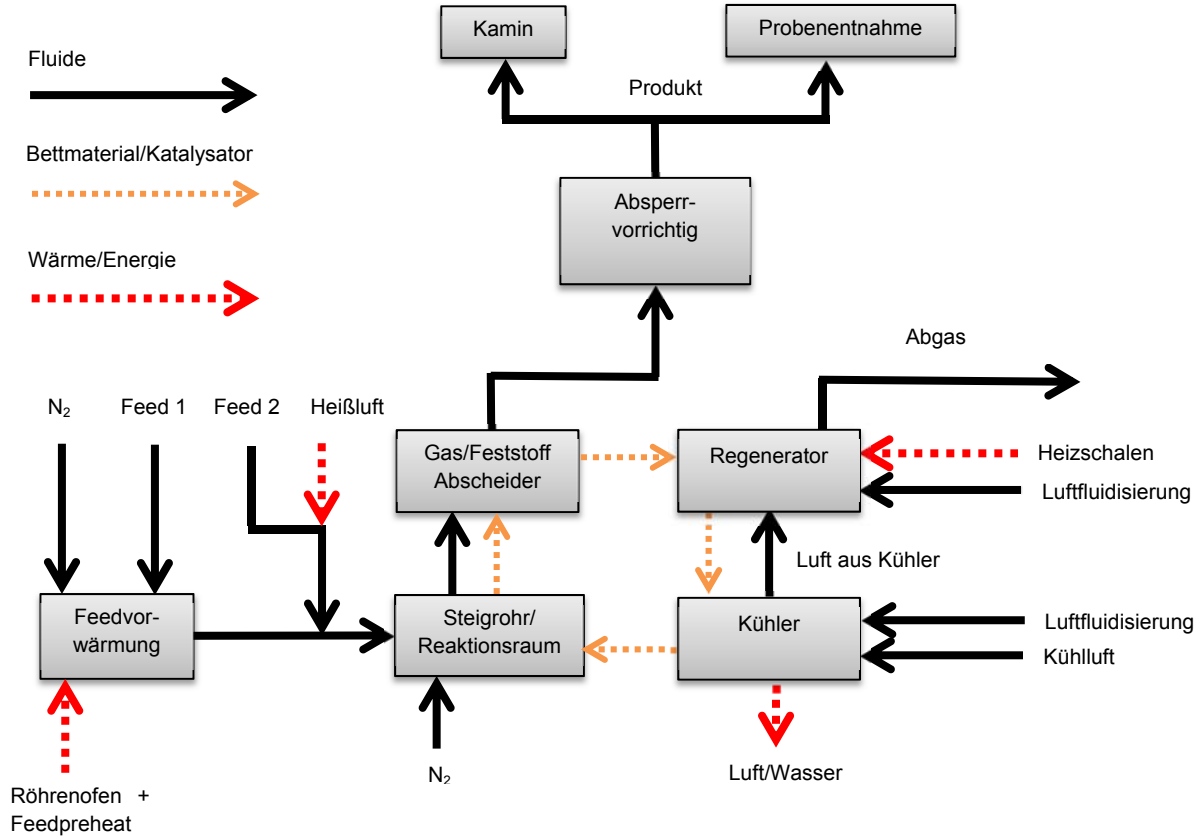 Kamin
Probenentnahme
Fluide
Produkt
Bettmaterial/Katalysator
Absperr-
vorrichtig
Wärme/Energie
Abgas
N₂
Feed 1
Feed 2
Heißluft
Gas/Feststoff
Abscheider
Regenerator
Heizschalen
Luftfluidisierung
Luft aus Kühler
Feedvor-
wärmung
Steigrohr/
Reaktionsraum
Kühler
Luftfluidisierung
Kühlluft
N₂
Luft/Wasser
Röhrenofen +
Feedpreheat